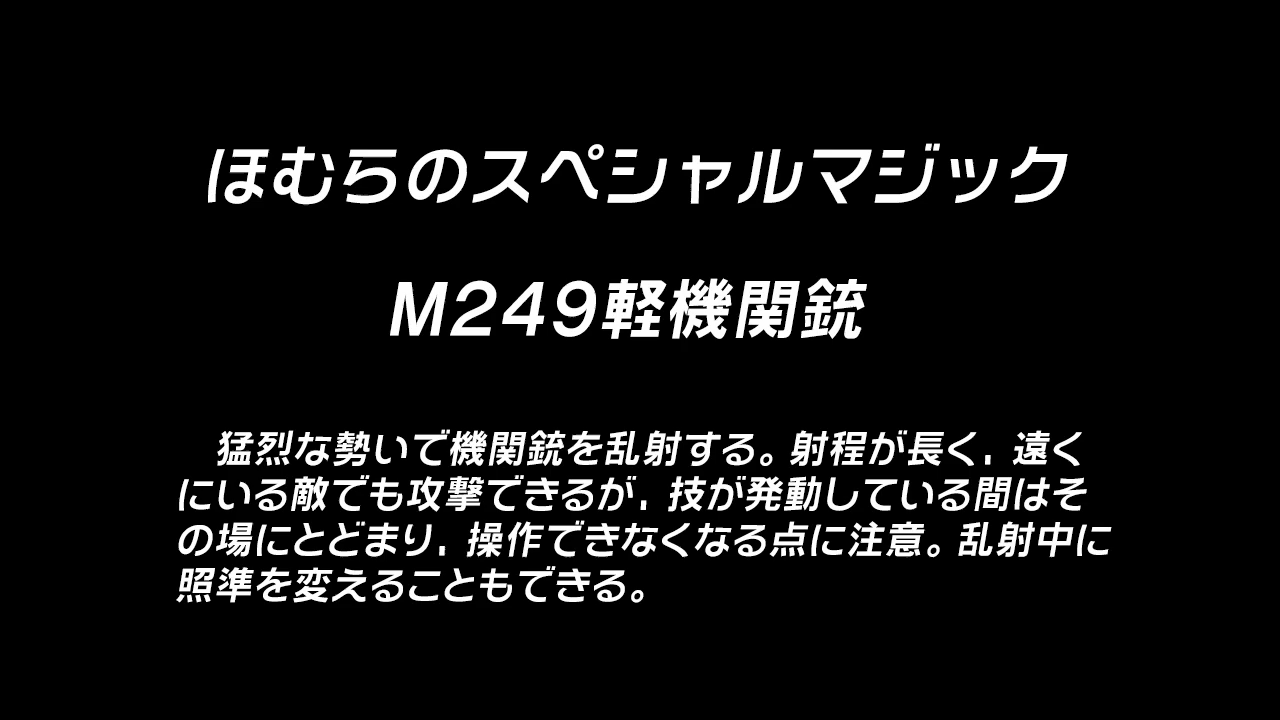 ほむらのスペシャルマジック
M249軽機関銃
　猛烈な勢いで機関銃を乱射する。射程が長く，遠く
にいる敵でも攻撃できるが，技が発動している間はそ
の場にとどまり，操作できなくなる点に注意。乱射中に
照準を変えることもできる。